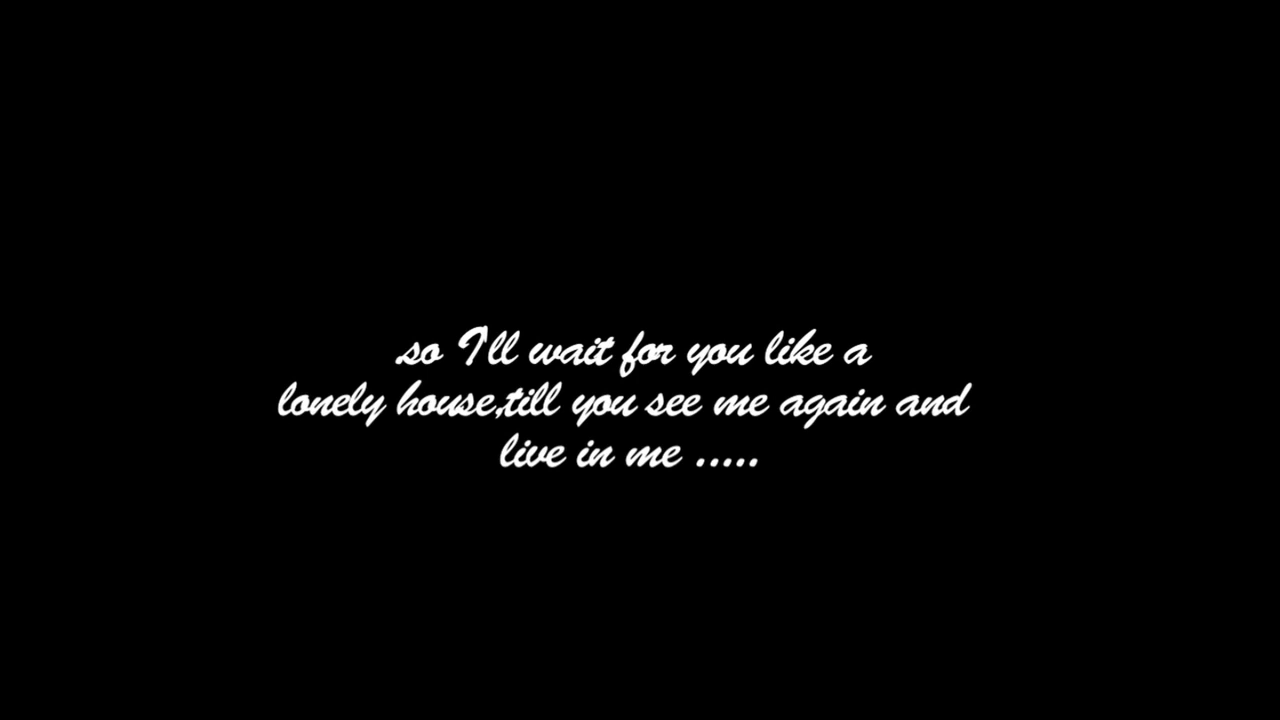 so I'll wait for you like a
lonely house,till you see me again and
live in me .....